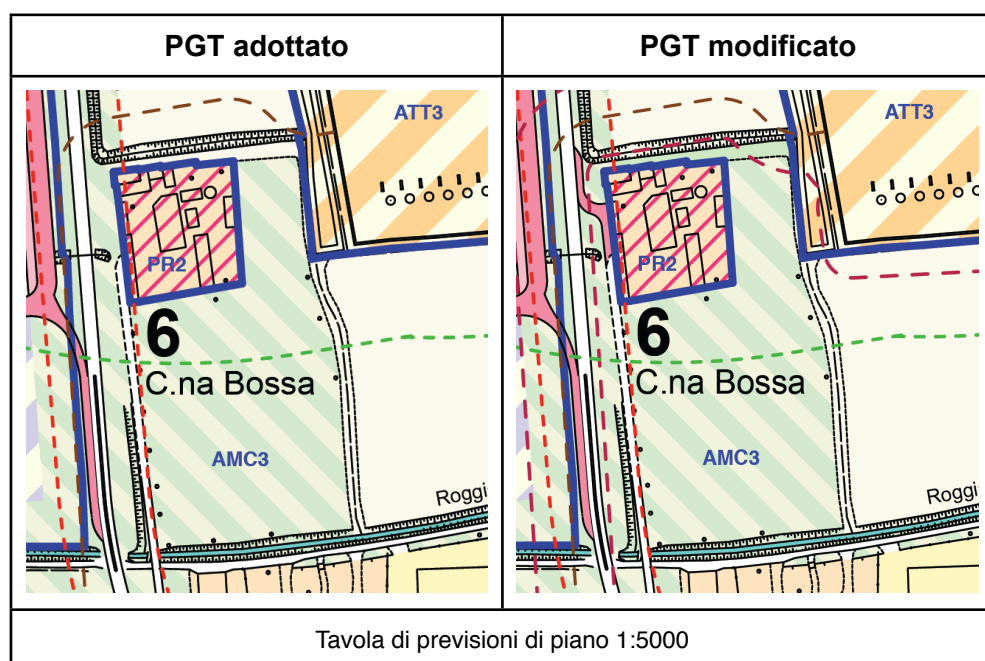 PGT adottato
PGT modificato
ATT3
PR2
6
C.na Bossa
AMC3
Roggi
ATT3
PR2
6
C.na Bossa
AMC3
Roggi
Tavola di previsioni di piano 1:5000